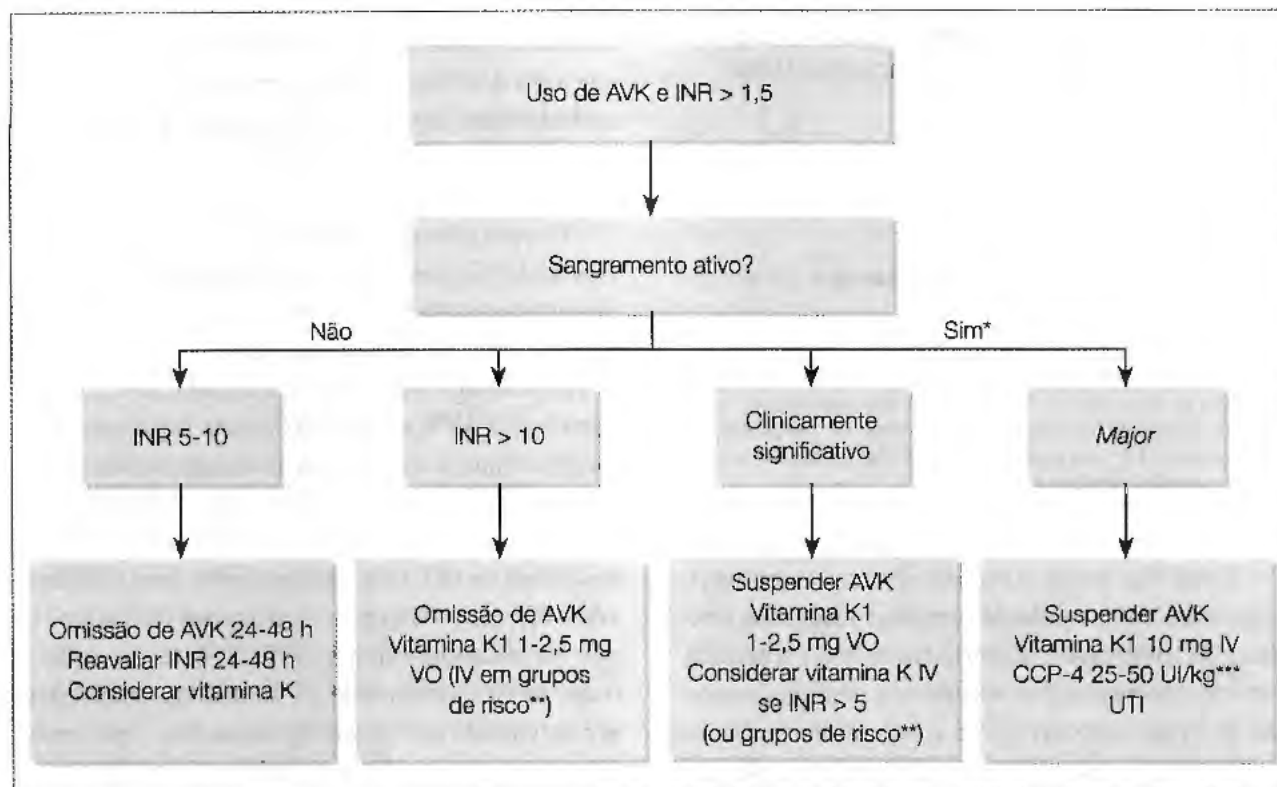 Uso de AVK e INR > 1,5
Sangramento ativo?
Não
Sim*
INR 5-10
INR > 10
Clinicamente
significativo
Major
Omissão de AVK 24-48 h
Reavaliar INR 24-48 h
Considerar vitamina K
Omissão de AVK
Vitamina K1 1-2,5 mg
VO (IV em grupos
de risco**)
Suspender AVK
Vitamina K1
1-2,5 mg VO
Considerar vitamina K IV
se INR > 5
(ou grupos de risco**)
Suspender AVK
Vitamina K1 10 mg IV
CCP-4 25-50 UI/kg***
UTI